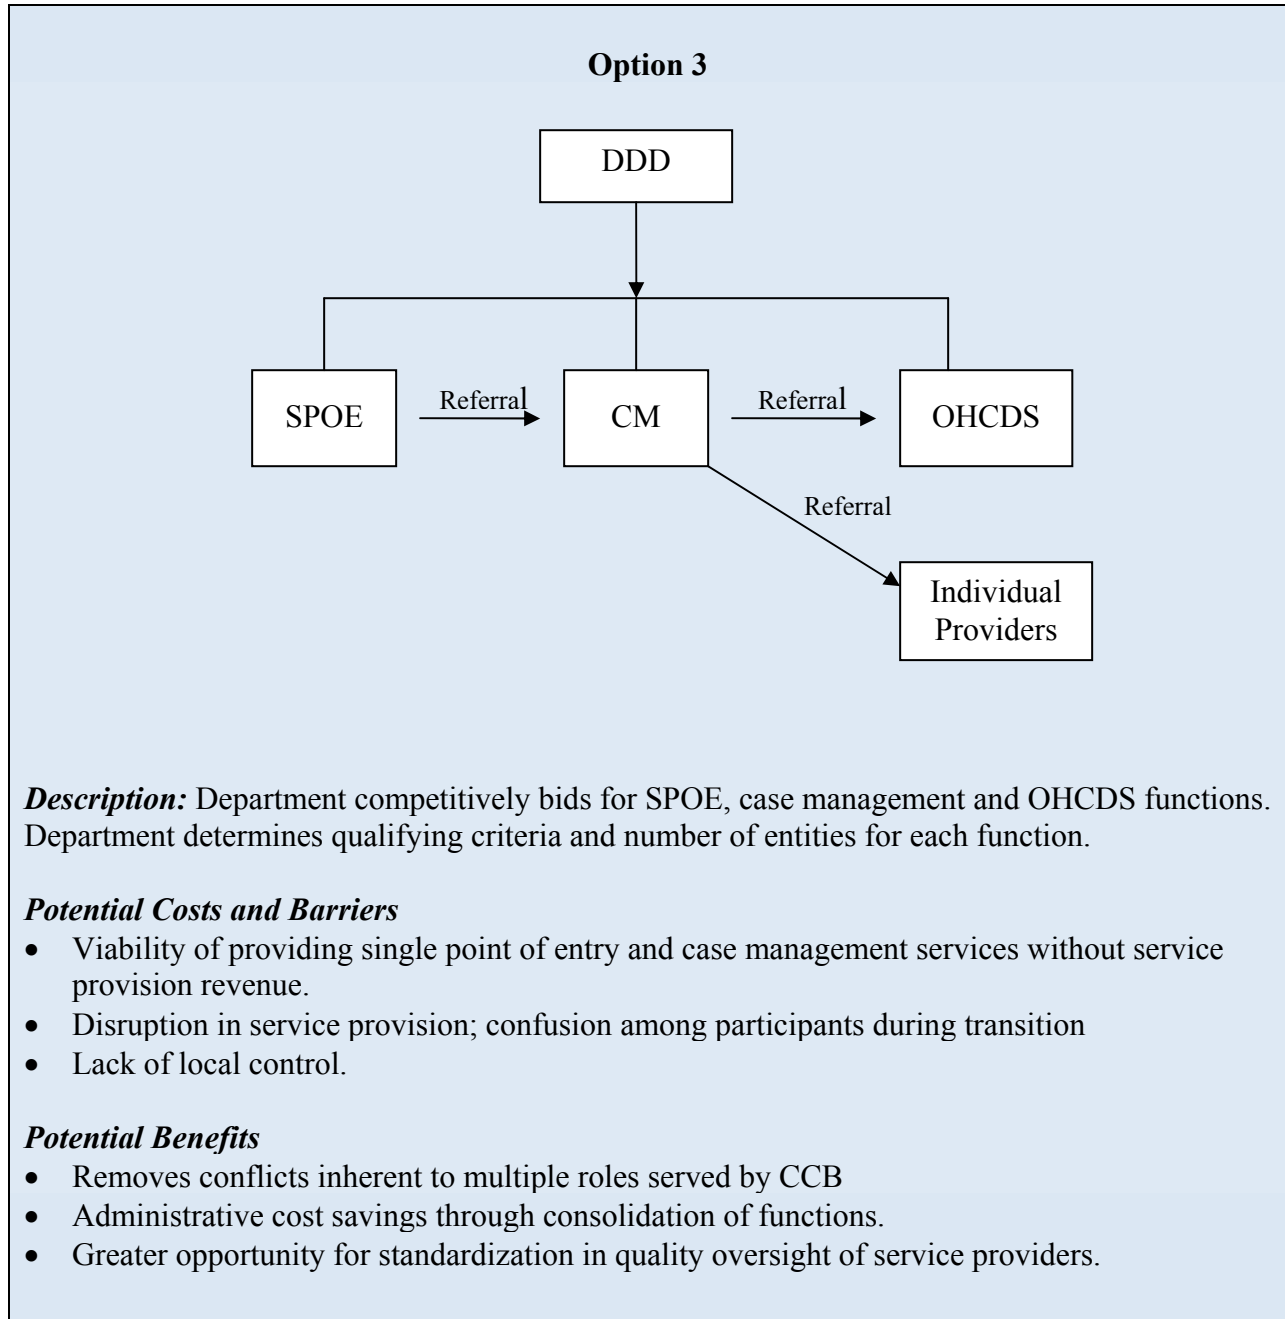 Option 3
DDD
SPOE
Referral
CM
Referral
OHCDS
Referral
Individual
Providers
Description: Department competitively bids for SPOE, case management and OHCDS functions.
Department determines qualifying criteria and number of entities for each function.
Potential Costs and Barriers
• Viability of providing single point of entry and case management services without service
provision revenue.
• Disruption in service provision; confusion among participants during transition
• Lack of local control.
Potential Benefits
• Removes conflicts inherent to multiple roles served by CCB
• Administrative cost savings through consolidation of functions.
• Greater opportunity for standardization in quality oversight of service providers.